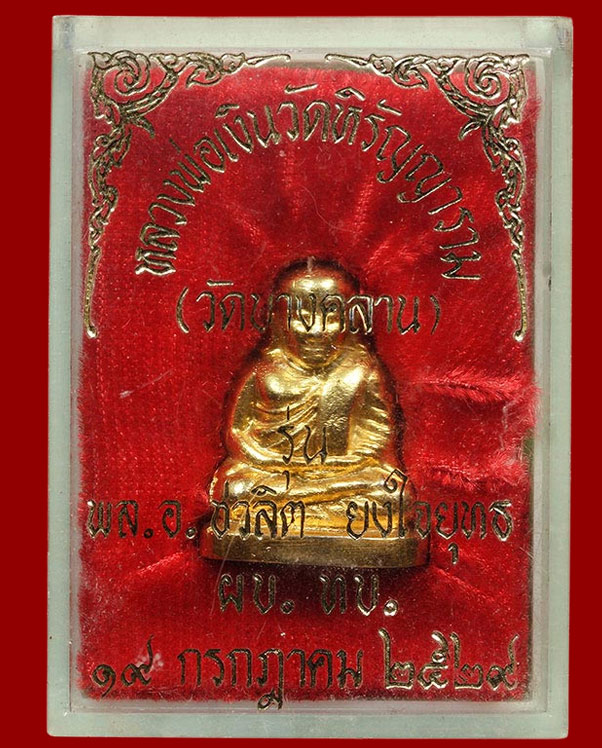 หลวงพ่อเงินวัดหิรัญญาราม
(วัดบางคลาน)
รุ่น
พล.อ.ชวลิต ยงใจยุทธ
ผบ. ทบ.
๑๙ กรกฎาคม ๒๕๒๙